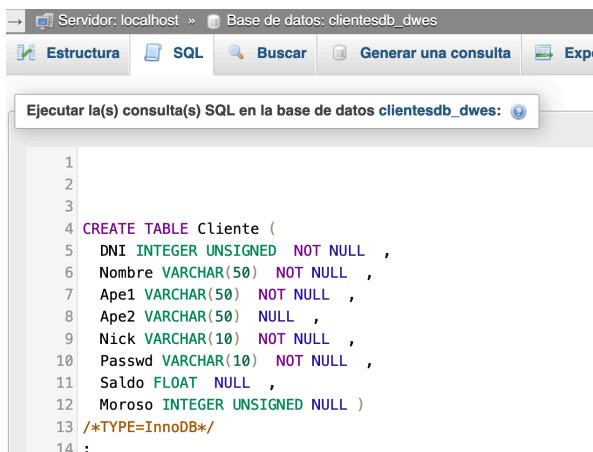 Servidor: localhost » Base de datos: clientesdb_dwes
Estructura SQL Buscar Generar una consulta Expo
Ejecutar la(s) consulta(s) SQL en la base de datos clientesdb_dwes:
1
2
3
4 CREATE TABLE Cliente (
5 DNI INTEGER UNSIGNED NOT NULL ,
6 Nombre VARCHAR(50) NOT NULL ,
7 Ape1 VARCHAR(50) NOT NULL ,
8 Ape2 VARCHAR(50) NULL ,
9 Nick VARCHAR(10) NOT NULL ,
10 Passwd VARCHAR(10) NOT NULL ,
11 Saldo FLOAT NULL ,
12 Moroso INTEGER UNSIGNED NULL )
13 /*TYPE=InnoDB*/
14 ;